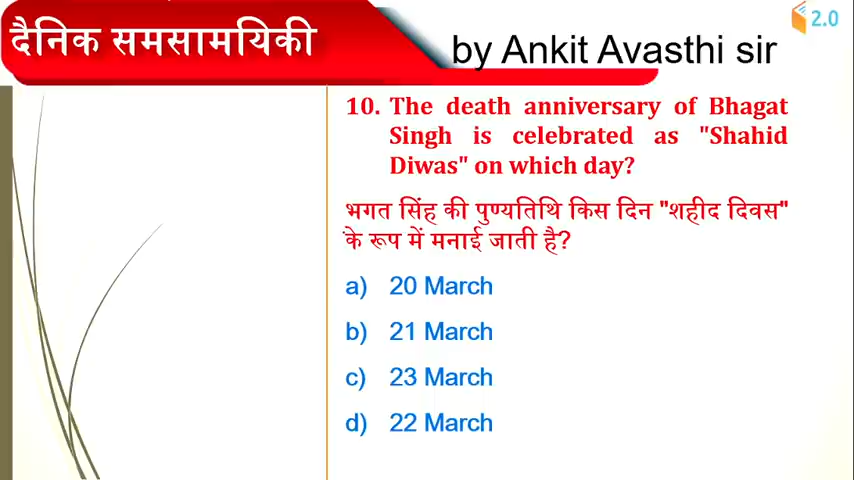 दैनिक समसामयिकी
by Ankit Avasthi sir
2.0
10. The death anniversary of Bhagat
Singh is celebrated as "Shahid
Diwas" on which day?
भगत सिंह की पुण्यतिथि किस दिन "शहीद दिवस"
के रूप में मनाई जाती है?
a) 20 March
b) 21 March
c) 23 March
d) 22 March